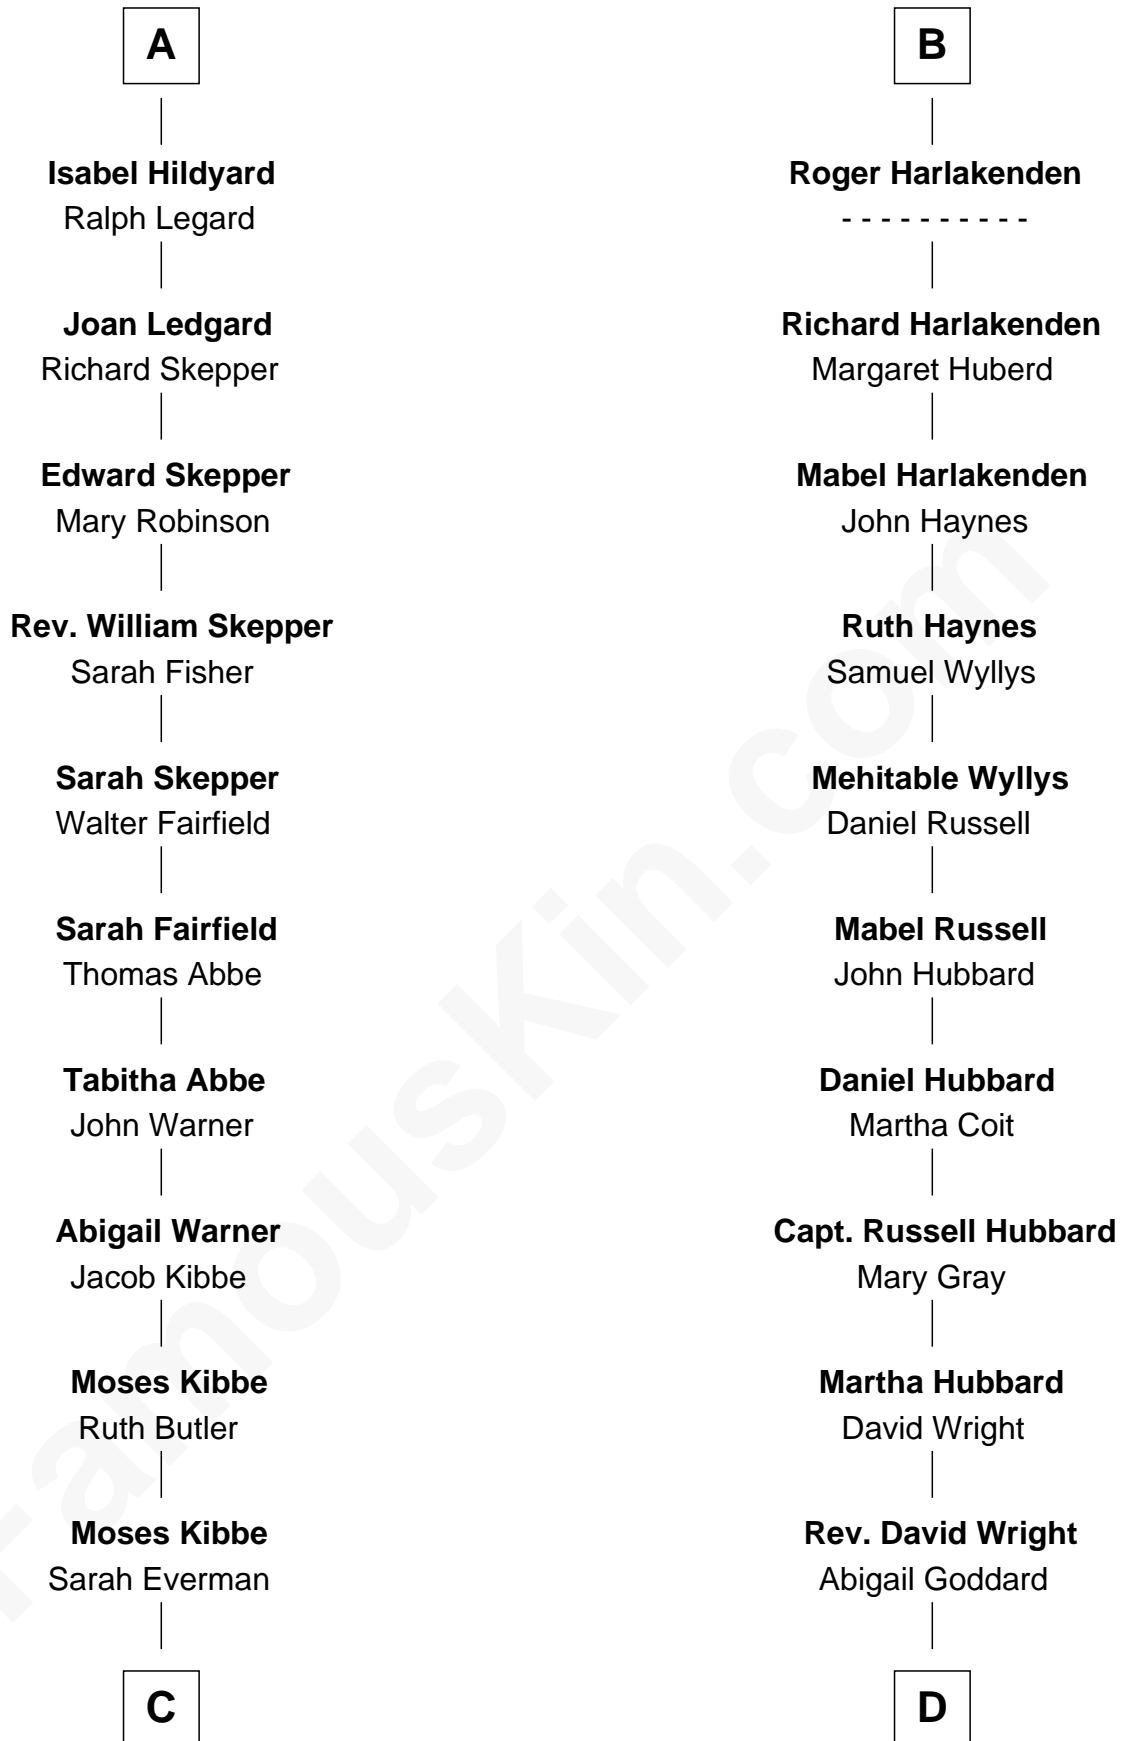 A
Isabel Hildyard
Ralph Legard
Joan Ledgard
Richard Skepper
Edward Skepper
Mary Robinson
Rev. William Skepper
Sarah Fisher
Sarah Skepper
Walter Fairfield
Sarah Fairfield
Thomas Abbe
Tabitha Abbe
John Warner
Abigail Warner
Jacob Kibbe
Moses Kibbe
Ruth Butler
Moses Kibbe
Sarah Everman
C
B
Roger Harlakenden
- - - - - - - - - -
Richard Harlakenden
Margaret Huberd
Mabel Harlakenden
John Haynes
Ruth Haynes
Samuel Wyllys
Mehitable Wyllys
Daniel Russell
Mabel Russell
John Hubbard
Daniel Hubbard
Martha Coit
Capt. Russell Hubbard
Mary Gray
Martha Hubbard
David Wright
Rev. David Wright
Abigail Goddard
D
FamousKin.com